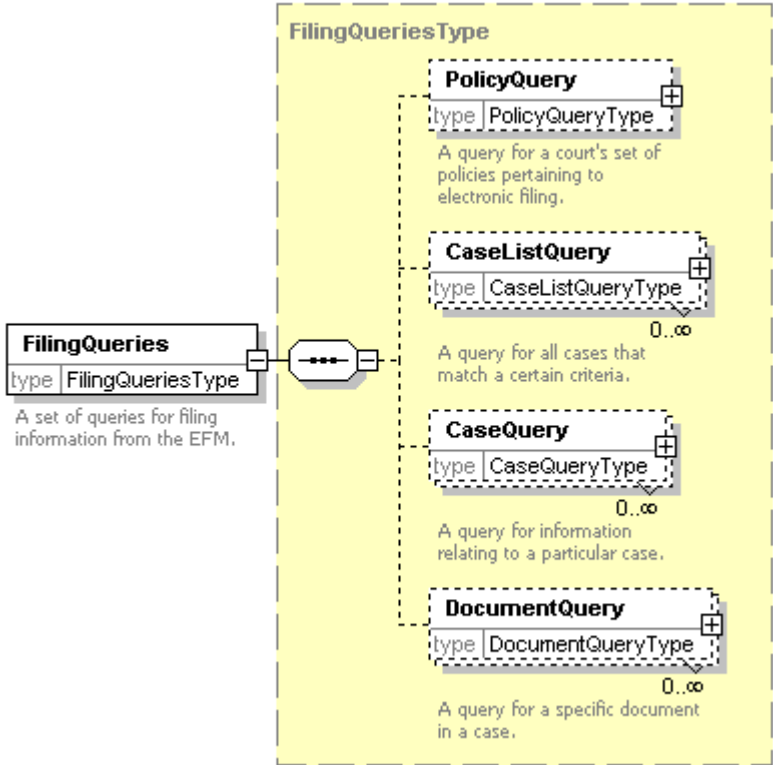 FilingQueriesType
PolicyQuery
type PolicyQueryType
A query for a court's set of
policies pertaining to
electronic filing.
CaseListQuery
type CaseListQueryType
0..∞
A query for all cases that
match a certain criteria.
FilingQueries
type FilingQueriesType
A set of queries for filing
information from the EFM.
CaseQuery
type CaseQueryType
0..∞
A query for information
relating to a particular case.
DocumentQuery
type DocumentQueryType
0..∞
A query for a specific document
in a case.